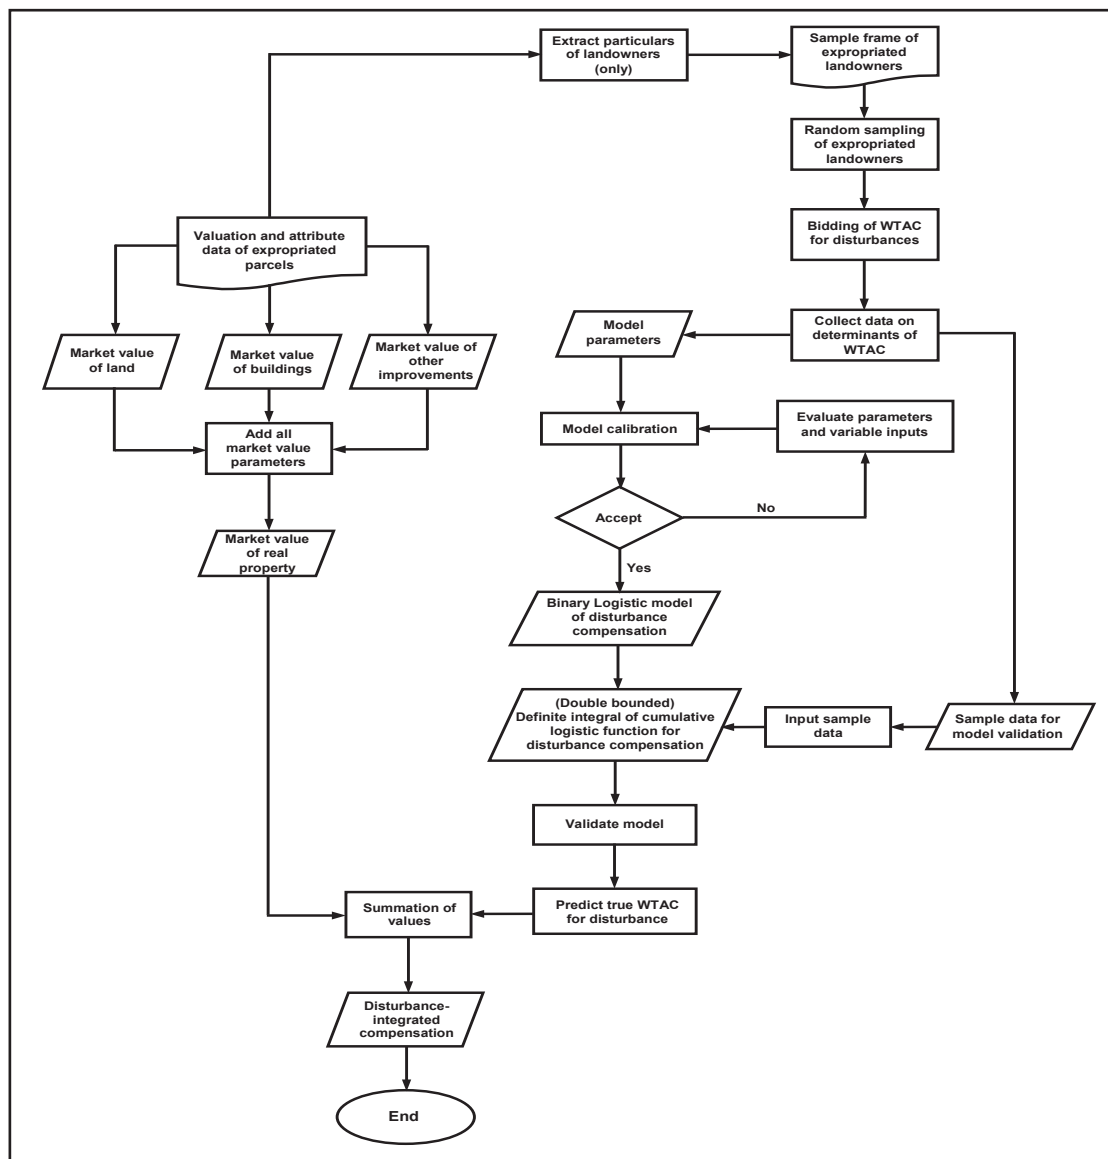 Extract particulars
of landowners
(only)
Sample frame of
expropriated
landowners
Random sampling
of expropriated
landowners
Valuation and attribute
data of expropriated
parcels
Bidding of WTAC
for disturbances
Market value
of land
Market value
of buildings
Market value of
other
improvements
Model
parameters
Collect data on
determinants of
WTAC
Add all
market value
parameters
Model calibration
Evaluate parameters
and variable inputs
Accept
No
Yes
Market value
of real
property
Binary Logistic model
of disturbance
compensation
(Double bounded)
Definite integral of cumulative
logistic function for
disturbance compensation
Input sample
data
Sample data for
model validation
Validate model
Summation of
values
Predict true WTAC
for disturbance
Disturbance-
integrated
compensation
End